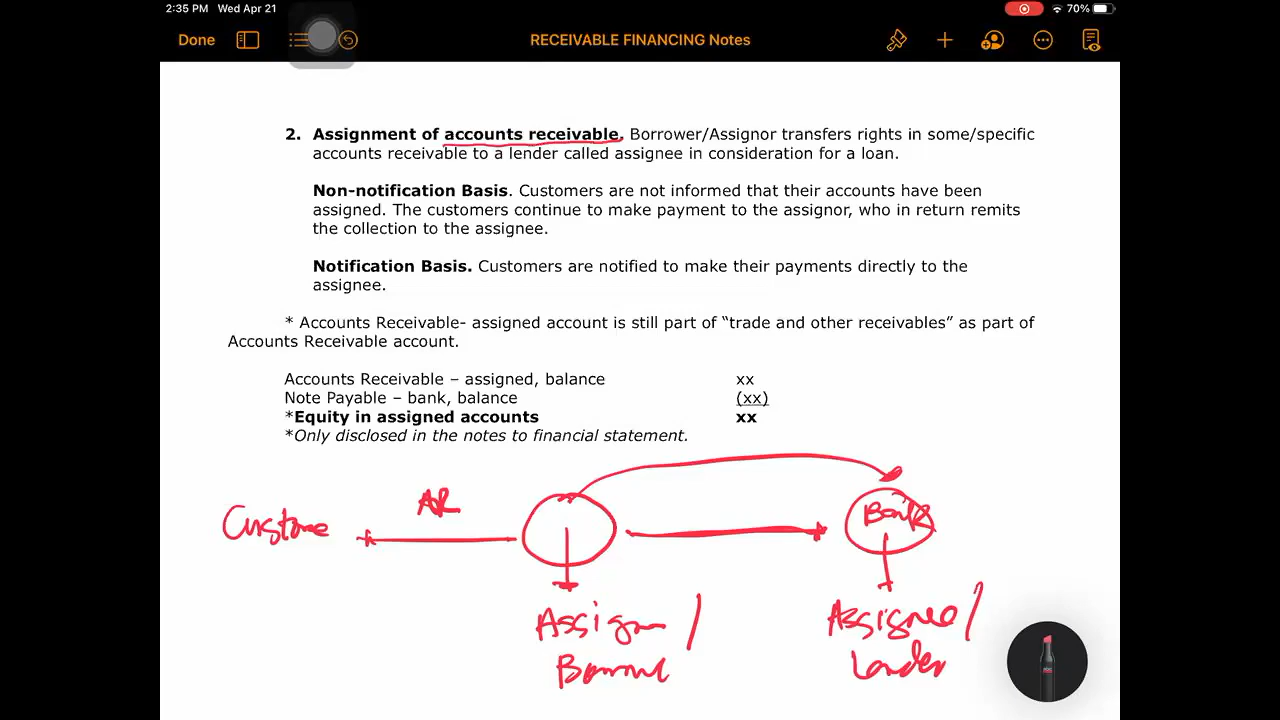 2:35 PM Wed Apr 21
70%
Done
RECEIVABLE FINANCING Notes
2. Assignment of accounts receivable. Borrower/Assignor transfers rights in some/specific
accounts receivable to a lender called assignee in consideration for a loan.
Non-notification Basis. Customers are not informed that their accounts have been
assigned. The customers continue to make payment to the assignor, who in return remits
the collection to the assignee.
Notification Basis. Customers are notified to make their payments directly to the
assignee.
* Accounts Receivable- assigned account is still part of “trade and other receivables” as part of
Accounts Receivable account.
Accounts Receivable – assigned, balance xx
Note Payable – bank, balance (xx)
*Equity in assigned accounts xx
*Only disclosed in the notes to financial statement.
AR
Bank
Assignee/
Lender